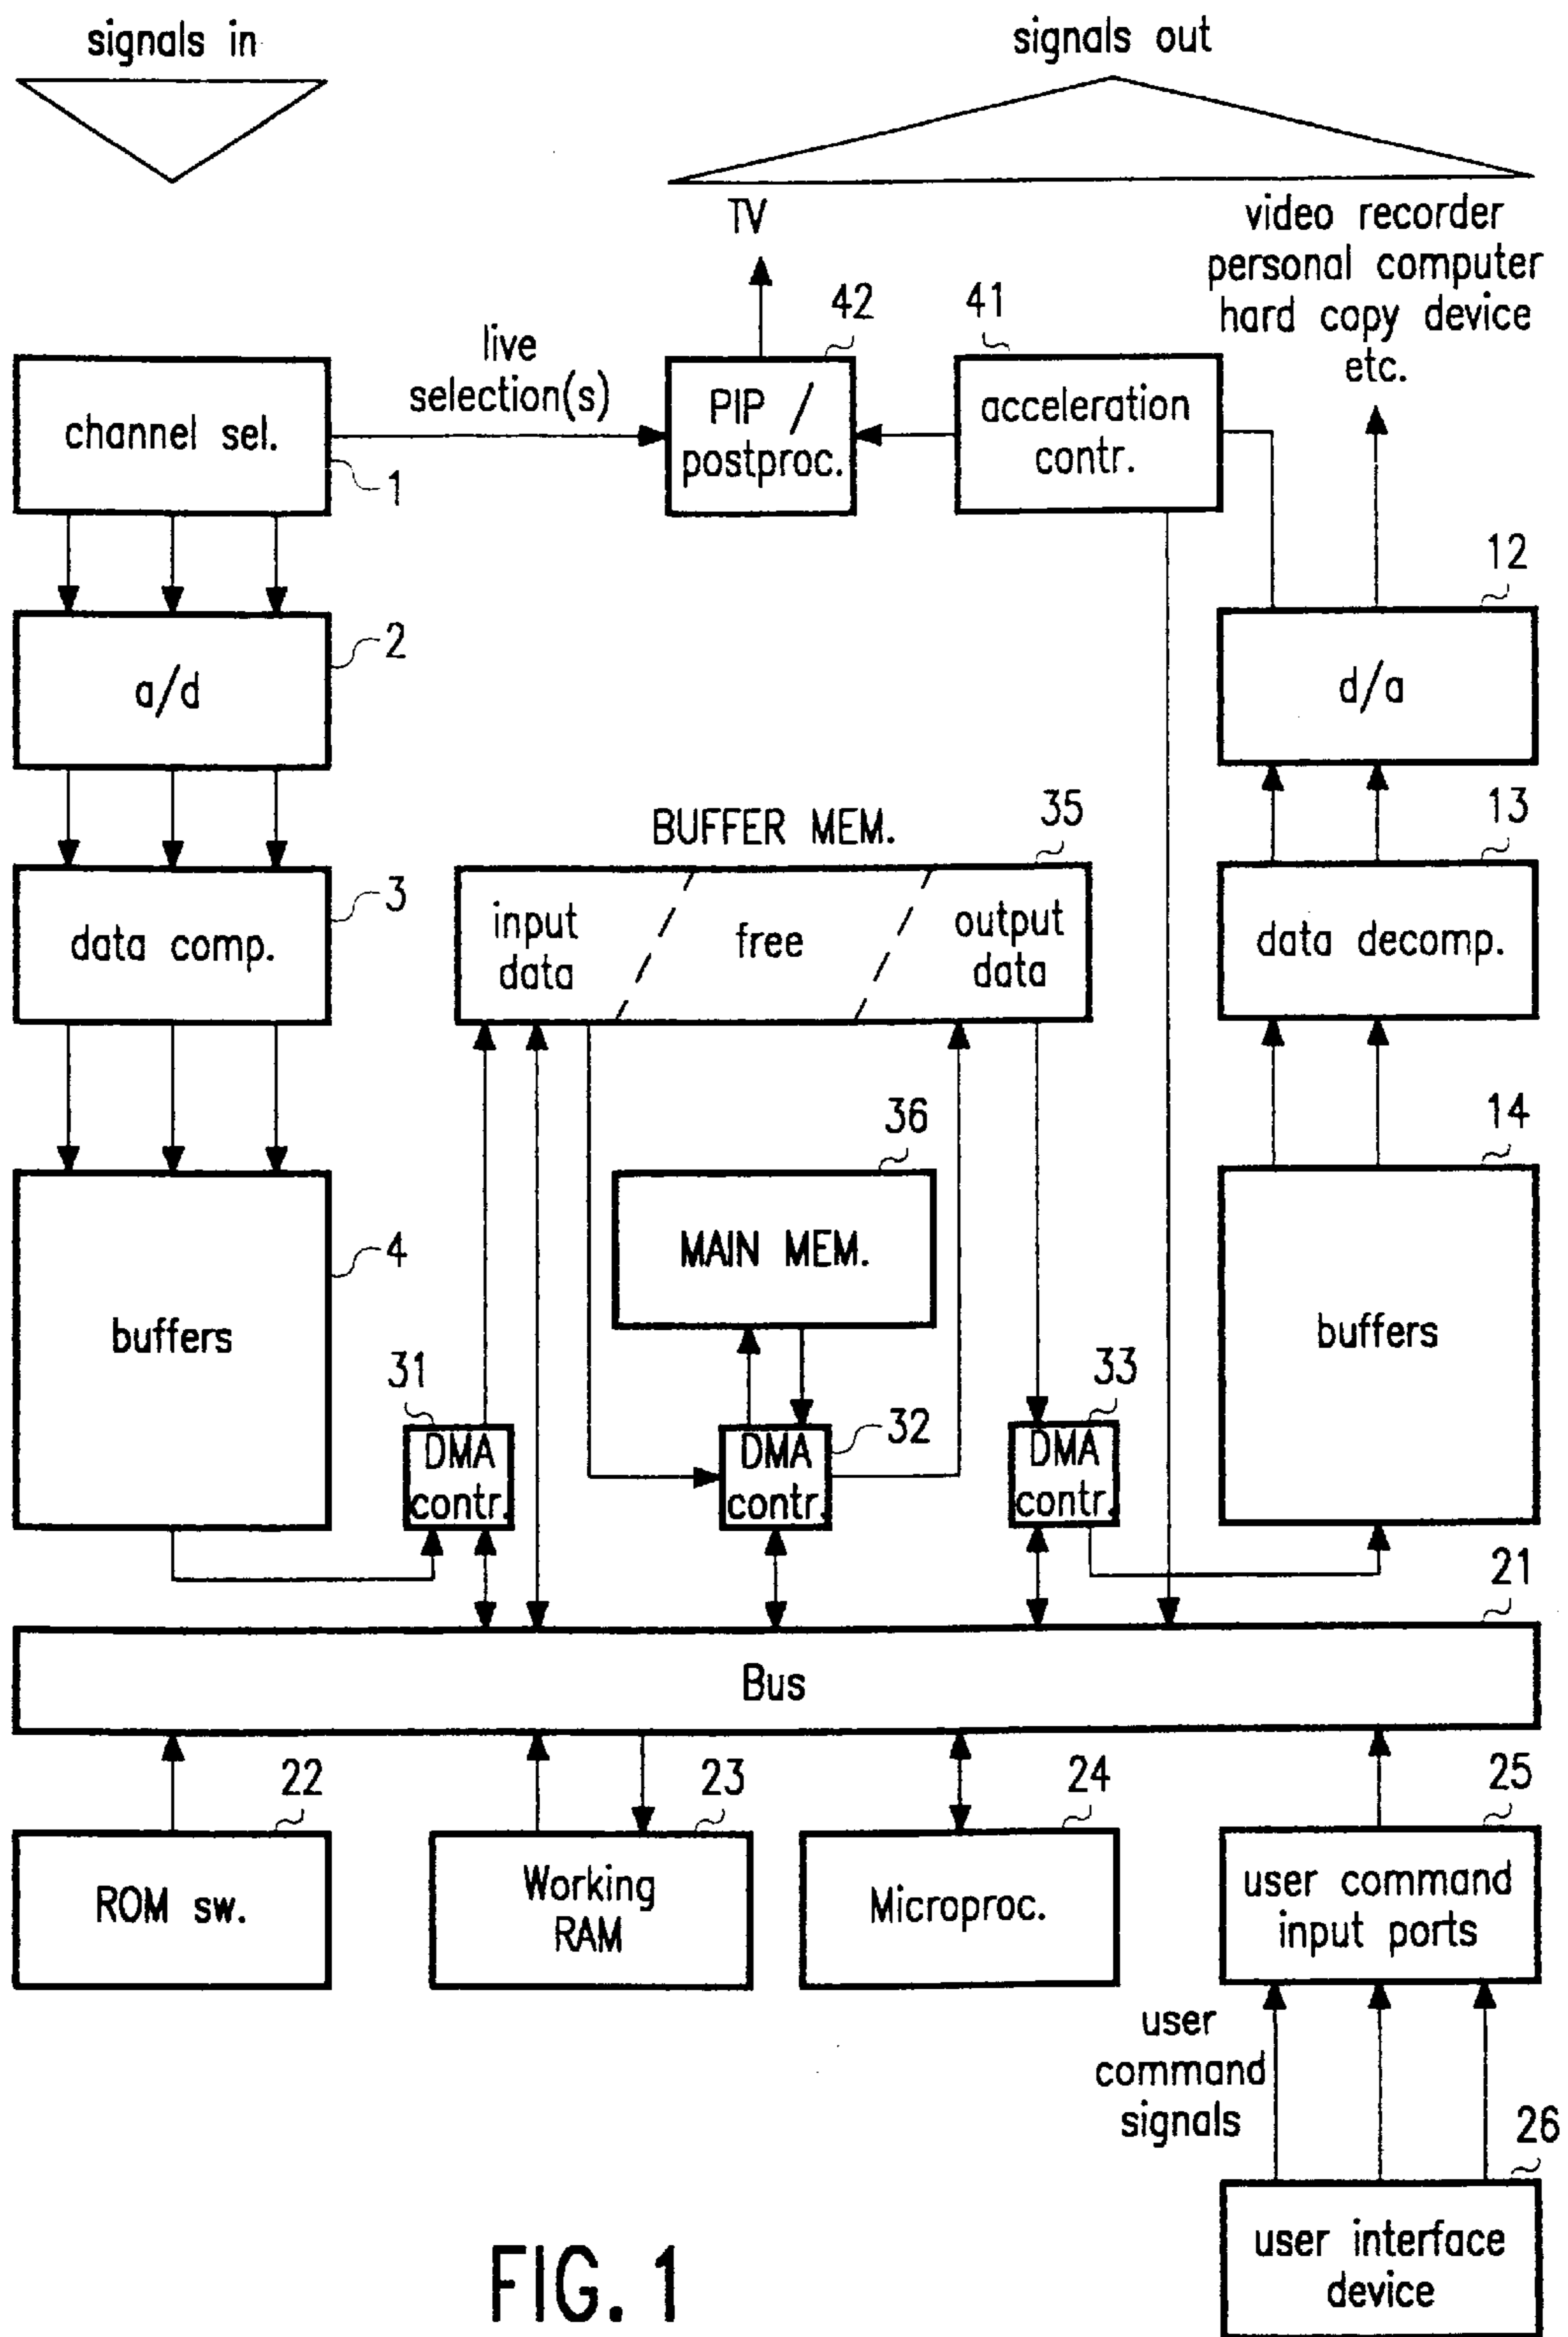 signals in
signals out
TV
video recorder
personal computer
hard copy device
etc.
42
41
live
selection(s)
channel sel.
1
PIP /
postproc.
acceleration
contr.
12
2
a/d
d/a
13
BUFFER MEM.
35
3
data comp.
input
data
free
output
data
data decomp.
36
14
MAIN MEM.
4
buffers
buffers
31
DMA
contr.
32
DMA
contr.
33
DMA
contr.
21
Bus
22
23
24
25
ROM sw.
Working
RAM
Microproc.
user command
input ports
user
command
signals
26
user interface
device
FIG. 1